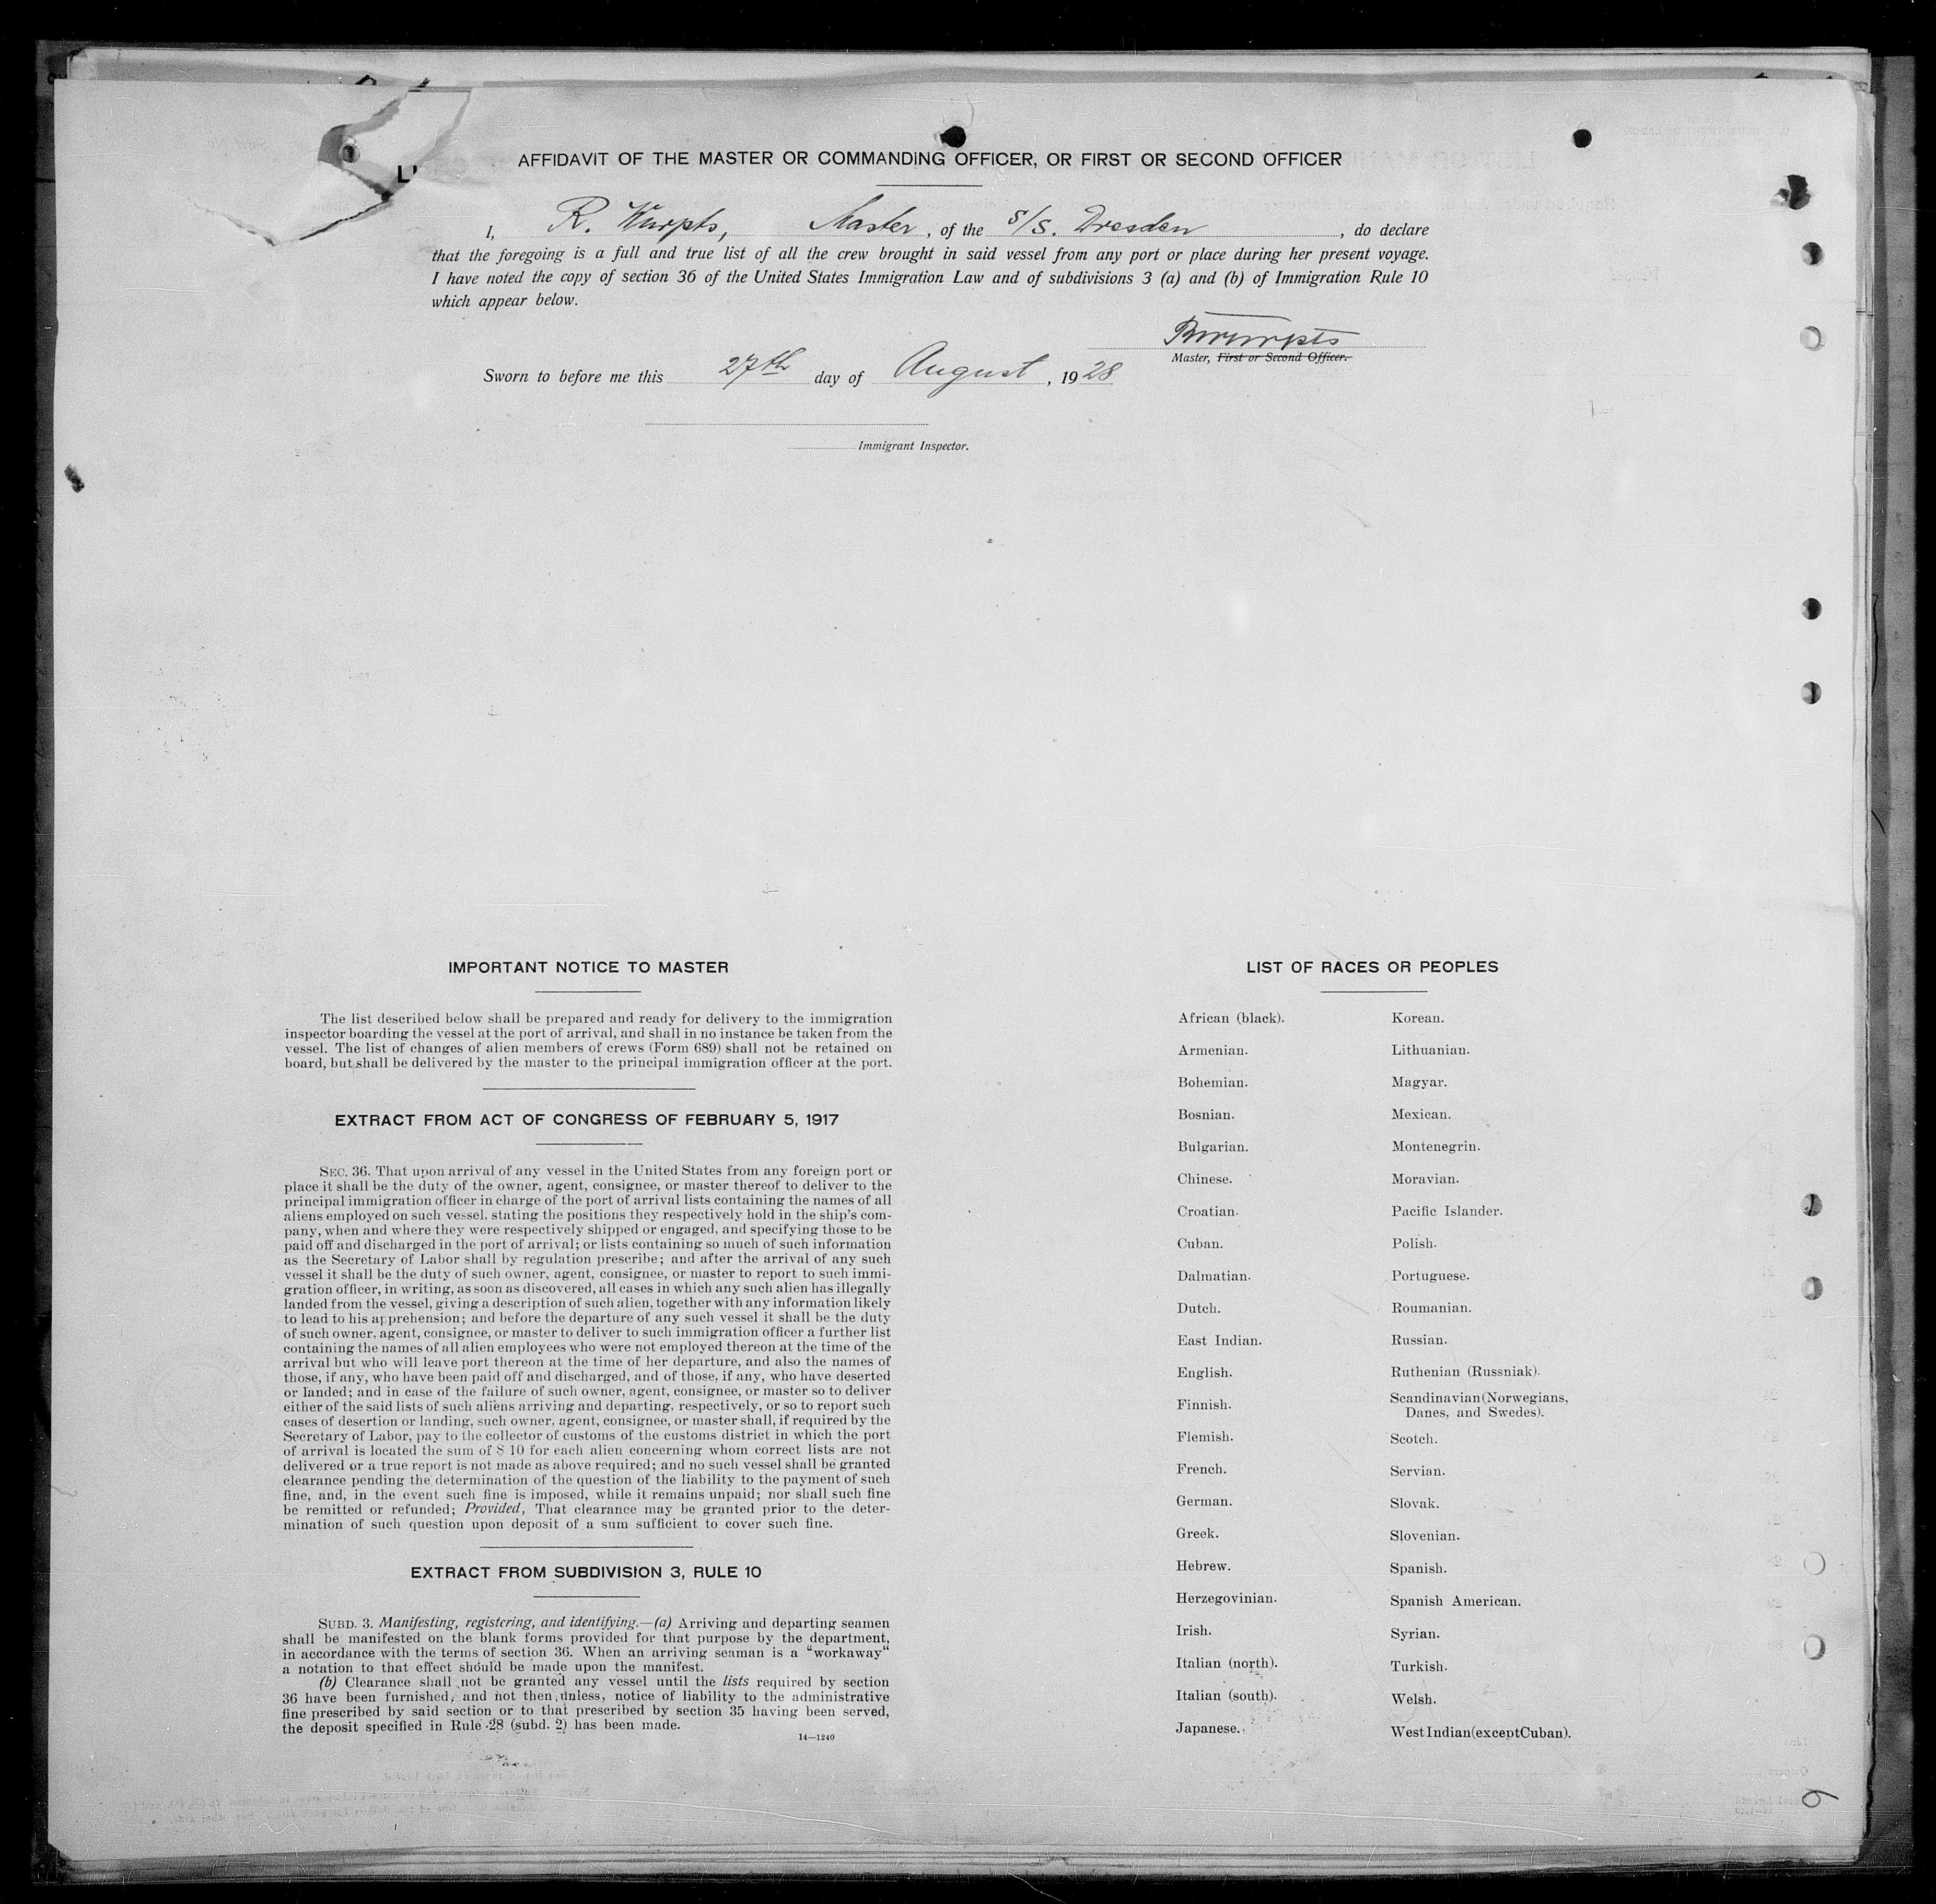 AFFIDAVIT OF THE MASTER OR COMMANDING OFFICER, OR FIRST OR SECOND OFFICER
I, R. Wurpts, Master, of the S/S. Dresden, do declare
that the foregoing is a full and true list of all the crew brought in said vessel from any port or place during her present voyage.
I have noted the copy of section 36 of the United States Immigration Law and of subdivisions 3 (a) and (b) of Immigration Rule 10
which appear below.
Master, First or Second Officer.
Sworn to before me this 27th day of August, 1928
Immigrant Inspector.
IMPORTANT NOTICE TO MASTER
The list described below shall be prepared and ready for delivery to the immigration
inspector boarding the vessel at the port of arrival, and shall in no instance be taken from the
vessel. The list of changes of alien members of crews (Form 689) shall not be retained on
board, but shall be delivered by the master to the principal immigration officer at the port.
EXTRACT FROM ACT OF CONGRESS OF FEBRUARY 5, 1917
SEC. 36. That upon arrival of any vessel in the United States from any foreign port or
place it shall be the duty of the owner, agent, consignee, or master thereof to deliver to the
principal immigration officer in charge of the port of arrival lists containing the names of all
aliens employed on such vessel, stating the positions they respectively hold in the ship's com-
pany, when and where they were respectively shipped or engaged, and specifying those to be
paid off and discharged in the port of arrival; or lists containing so much of such information
as the Secretary of Labor shall by regulation prescribe; and after the arrival of any such
vessel it shall be the duty of such owner, agent, consignee, or master to report to such immi-
gration officer, in writing, as soon as discovered, all cases in which any such alien has illegally
landed from the vessel, giving a description of such alien, together with any information likely
to lead to his apprehension; and before the departure of any such vessel it shall be the duty
of such owner, agent, consignee, or master to deliver to such immigration officer a further list
containing the names of all alien employees who were not employed thereon at the time of the
arrival but who will leave port thereon at the time of her departure, and also the names of
those, if any, who have been paid off and discharged, and of those, if any, who have deserted
or landed; and in case of the failure of such owner, agent, consignee, or master so to deliver
either of the said lists of such aliens arriving and departing, respectively, or so to report such
cases of desertion or landing, such owner, agent, consignee, or master shall, if required by the
Secretary of Labor, pay to the collector of customs of the customs district in which the port
of arrival is located the sum of $ 10 for each alien concerning whom correct lists are not
delivered or a true report is not made as above required; and no such vessel shall be granted
clearance pending the determination of the question of the liability to the payment of such
fine, and, in the event such fine is imposed, while it remains unpaid; nor shall such fine
be remitted or refunded; Provided, That clearance may be granted prior to the deter-
mination of such question upon deposit of a sum sufficient to cover such fine.
EXTRACT FROM SUBDIVISION 3, RULE 10
SUBD. 3. Manifesting, registering, and identifying.—(a) Arriving and departing seamen
shall be manifested on the blank forms provided for that purpose by the department,
in accordance with the terms of section 36. When an arriving seaman is a "workaway"
a notation to that effect should be made upon the manifest.
(b) Clearance shall not be granted any vessel until the lists required by section
36 have been furnished, and not then unless, notice of liability to the administrative
fine prescribed by said section or to that prescribed by section 35 having been served,
the deposit specified in Rule 28 (subd. 2) has been made.
14—1240
LIST OF RACES OR PEOPLES
African (black).
Armenian.
Bohemian.
Bosnian.
Bulgarian.
Chinese.
Croatian.
Cuban.
Dalmatian.
Dutch.
East Indian.
English.
Finnish.
Flemish.
French.
German.
Greek.
Hebrew.
Herzegovinian.
Irish.
Italian (north).
Italian (south).
Japanese.
Korean.
Lithuanian.
Magyar.
Mexican.
Montenegrin.
Moravian.
Pacific Islander.
Polish.
Portuguese.
Roumanian.
Russian.
Ruthenian (Russniak).
Scandinavian (Norwegians,
Danes, and Swedes).
Scotch.
Servian.
Slovak.
Slovenian.
Spanish.
Spanish American.
Syrian.
Turkish.
Welsh.
West Indian (except Cuban).